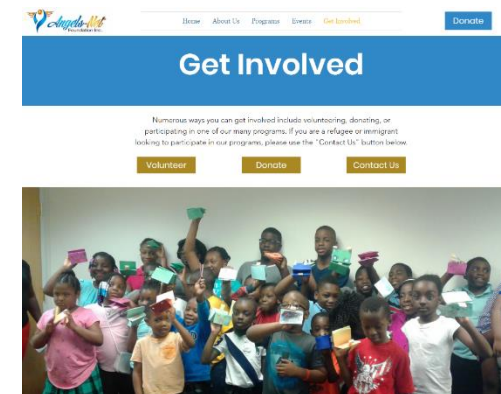 Angels-Net
Foundation Inc.
Home About Us Programs Events Get Involved
Donate
Get Involved
Numerous ways you can get involved include volunteering, donating, or
participating in one of our many programs. If you are a refugee or immigrant
looking to participate in our programs, please use the "Contact Us" button below.
Volunteer Donate Contact Us